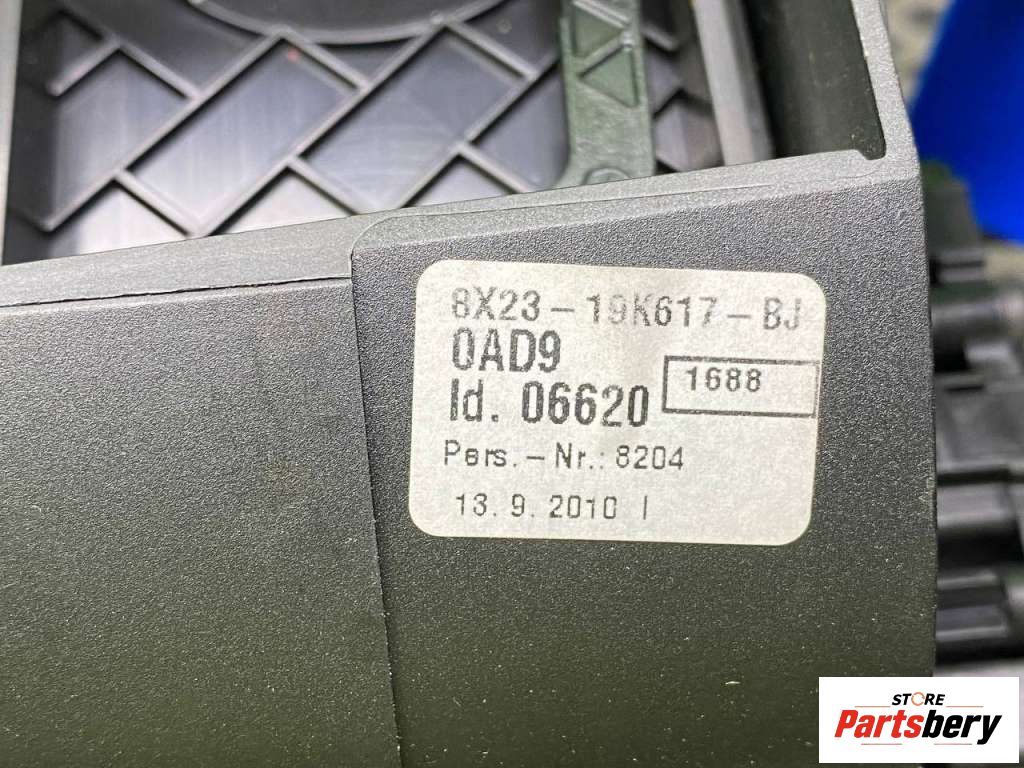 8X23-19K617-BJ
0AD9
Id. 06620
1688
Pers.-Nr.: 8204
13.9.2010 I
STORE
Partsbery